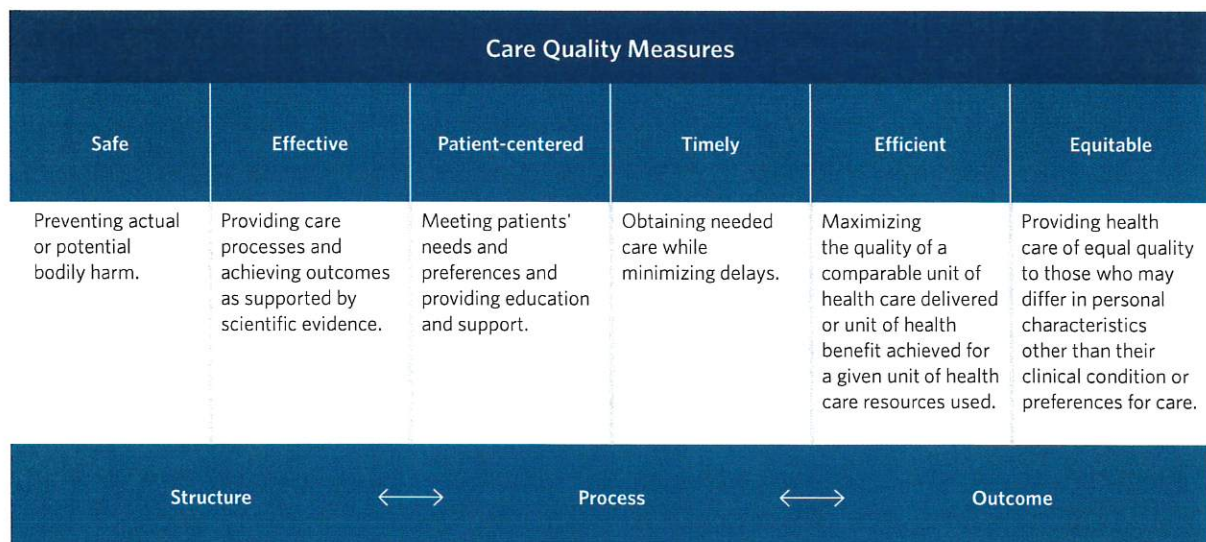 Care Quality Measures
Safe
Effective
Patient-centered
Timely
Efficient
Equitable
Preventing actual
or potential
bodily harm.
Providing care
processes and
achieving outcomes
as supported by
scientific evidence.
Meeting patients'
needs and
preferences and
providing education
and support.
Obtaining needed
care while
minimizing delays.
Maximizing
the quality of a
comparable unit of
health care delivered
or unit of health
benefit achieved for
a given unit of health
care resources used.
Providing health
care of equal quality
to those who may
differ in personal
characteristics
other than their
clinical condition or
preferences for care.
Structure ⟷ Process ⟷ Outcome